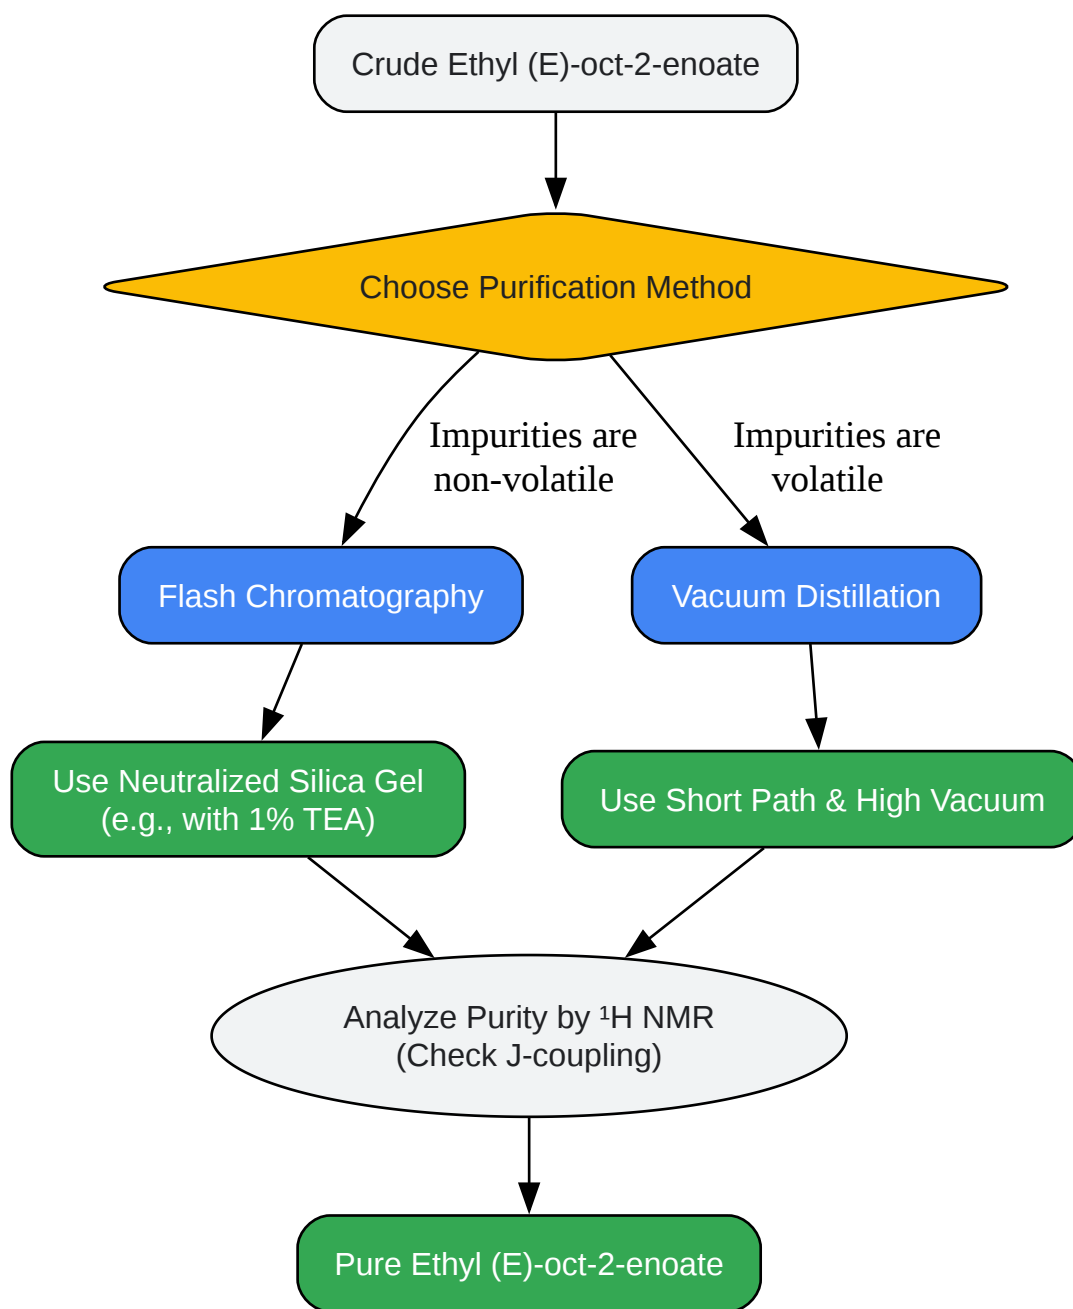 Crude Ethyl (E)-oct-2-enoate
Choose Purification Method
Impurities are
non-volatile
Impurities are
volatile
Flash Chromatography
Vacuum Distillation
Use Neutralized Silica Gel
(e.g., with 1% TEA)
Use Short Path & High Vacuum
Analyze Purity by ¹H NMR
(Check J-coupling)
Pure Ethyl (E)-oct-2-enoate